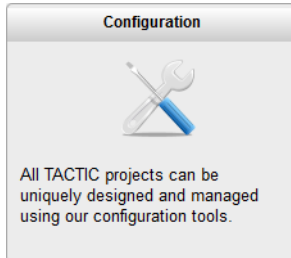 Configuration
All TACTIC projects can be
uniquely designed and managed
using our configuration tools.